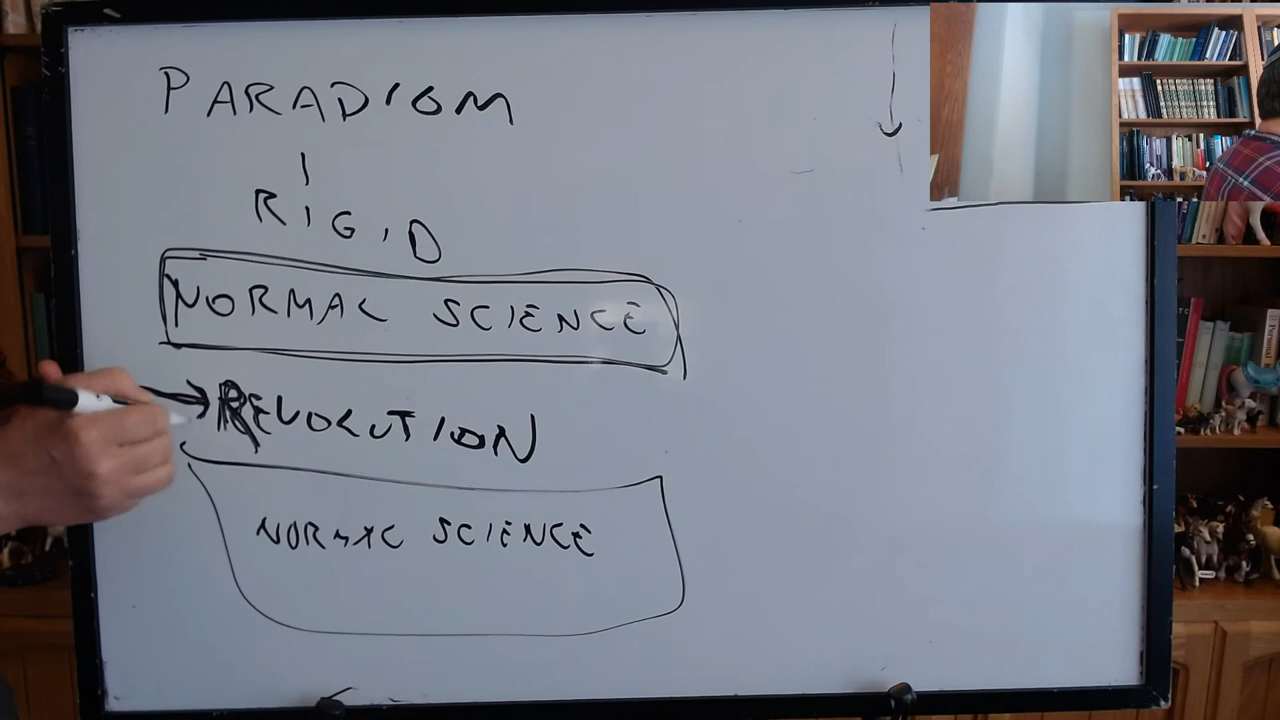 PARADIGM
RIGID
NORMAL SCIENCE
REVOLUTION
NORMAL SCIENCE